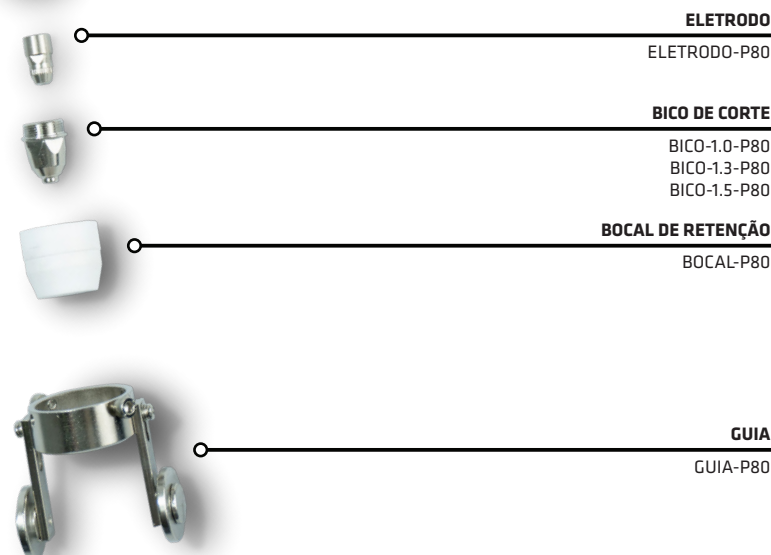 ELETRODO
ELETRODO-P80
BICO DE CORTE
BICO-1.0-P80
BICO-1.3-P80
BICO-1.5-P80
BOCAL DE RETENÇÃO
BOCAL-P80
GUIA
GUIA-P80